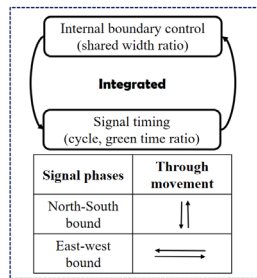 Internal boundary control
(shared width ratio)
Integrated
Signal timing
(cycle, green time ratio)
Signal phases
Through
movement
North-South
bound
East-west
bound